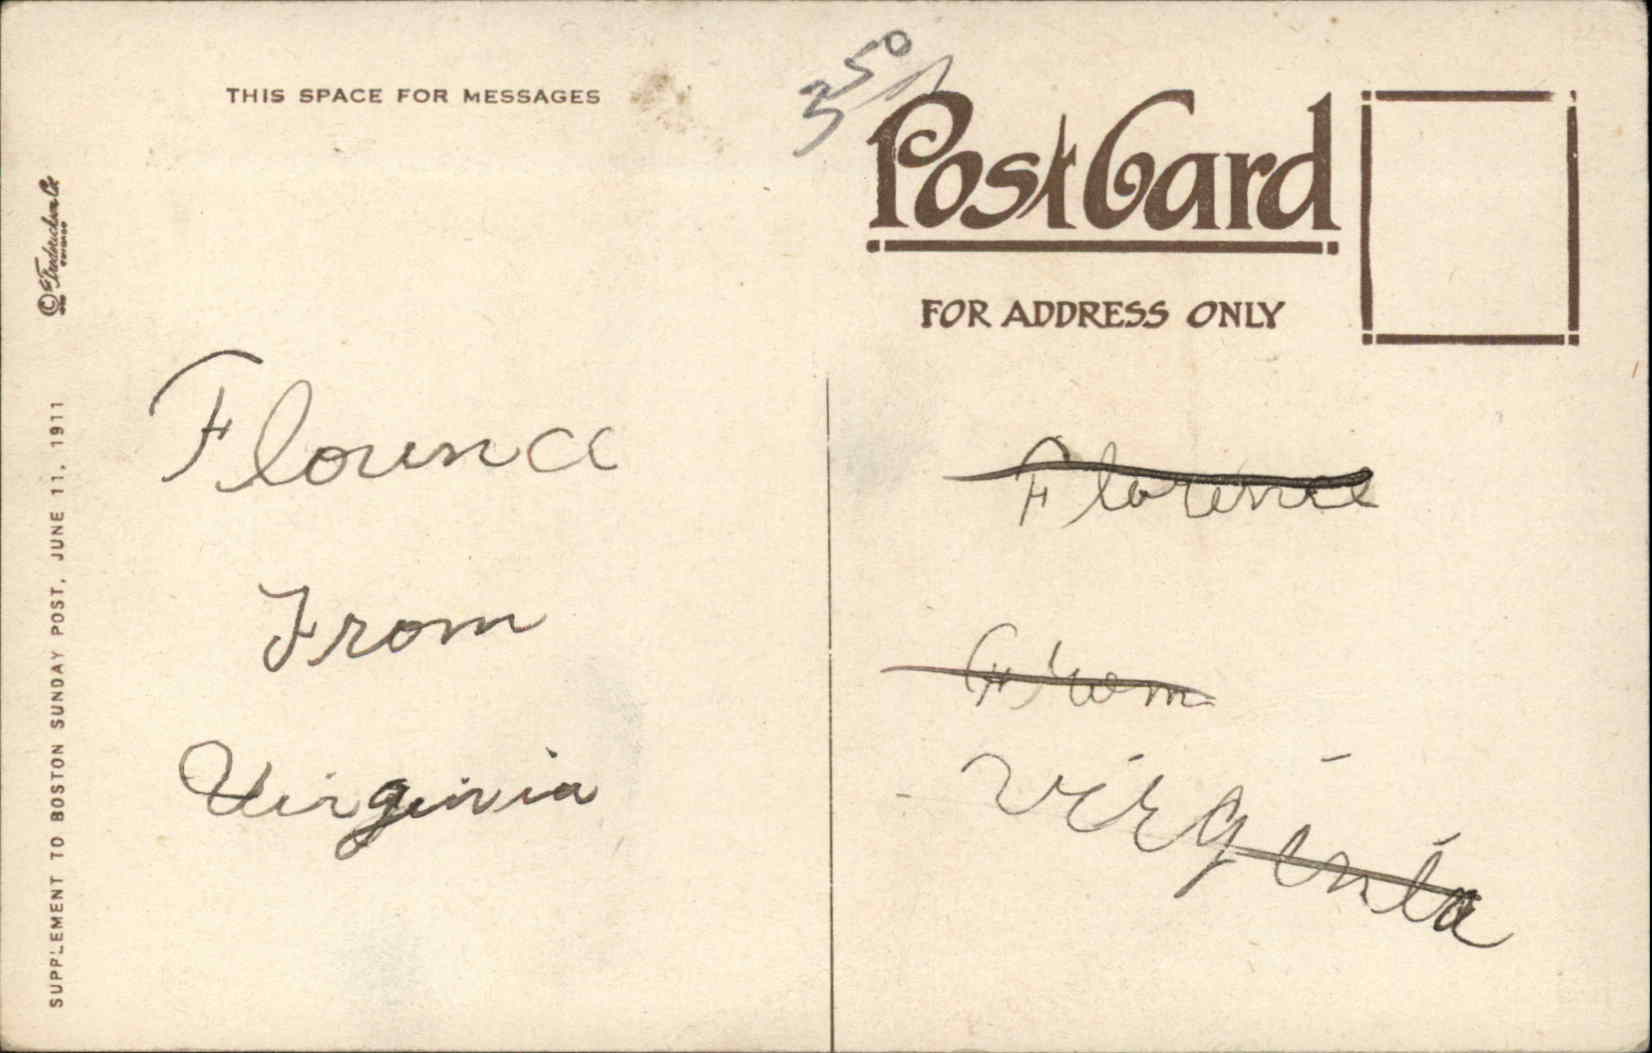 THIS SPACE FOR MESSAGES
350
Post Card
FOR ADDRESS ONLY
©
SUPPLEMENT TO BOSTON SUNDAY POST, JUNE 11, 1911
Florence
From
Virginia
Florence
From
Virginia